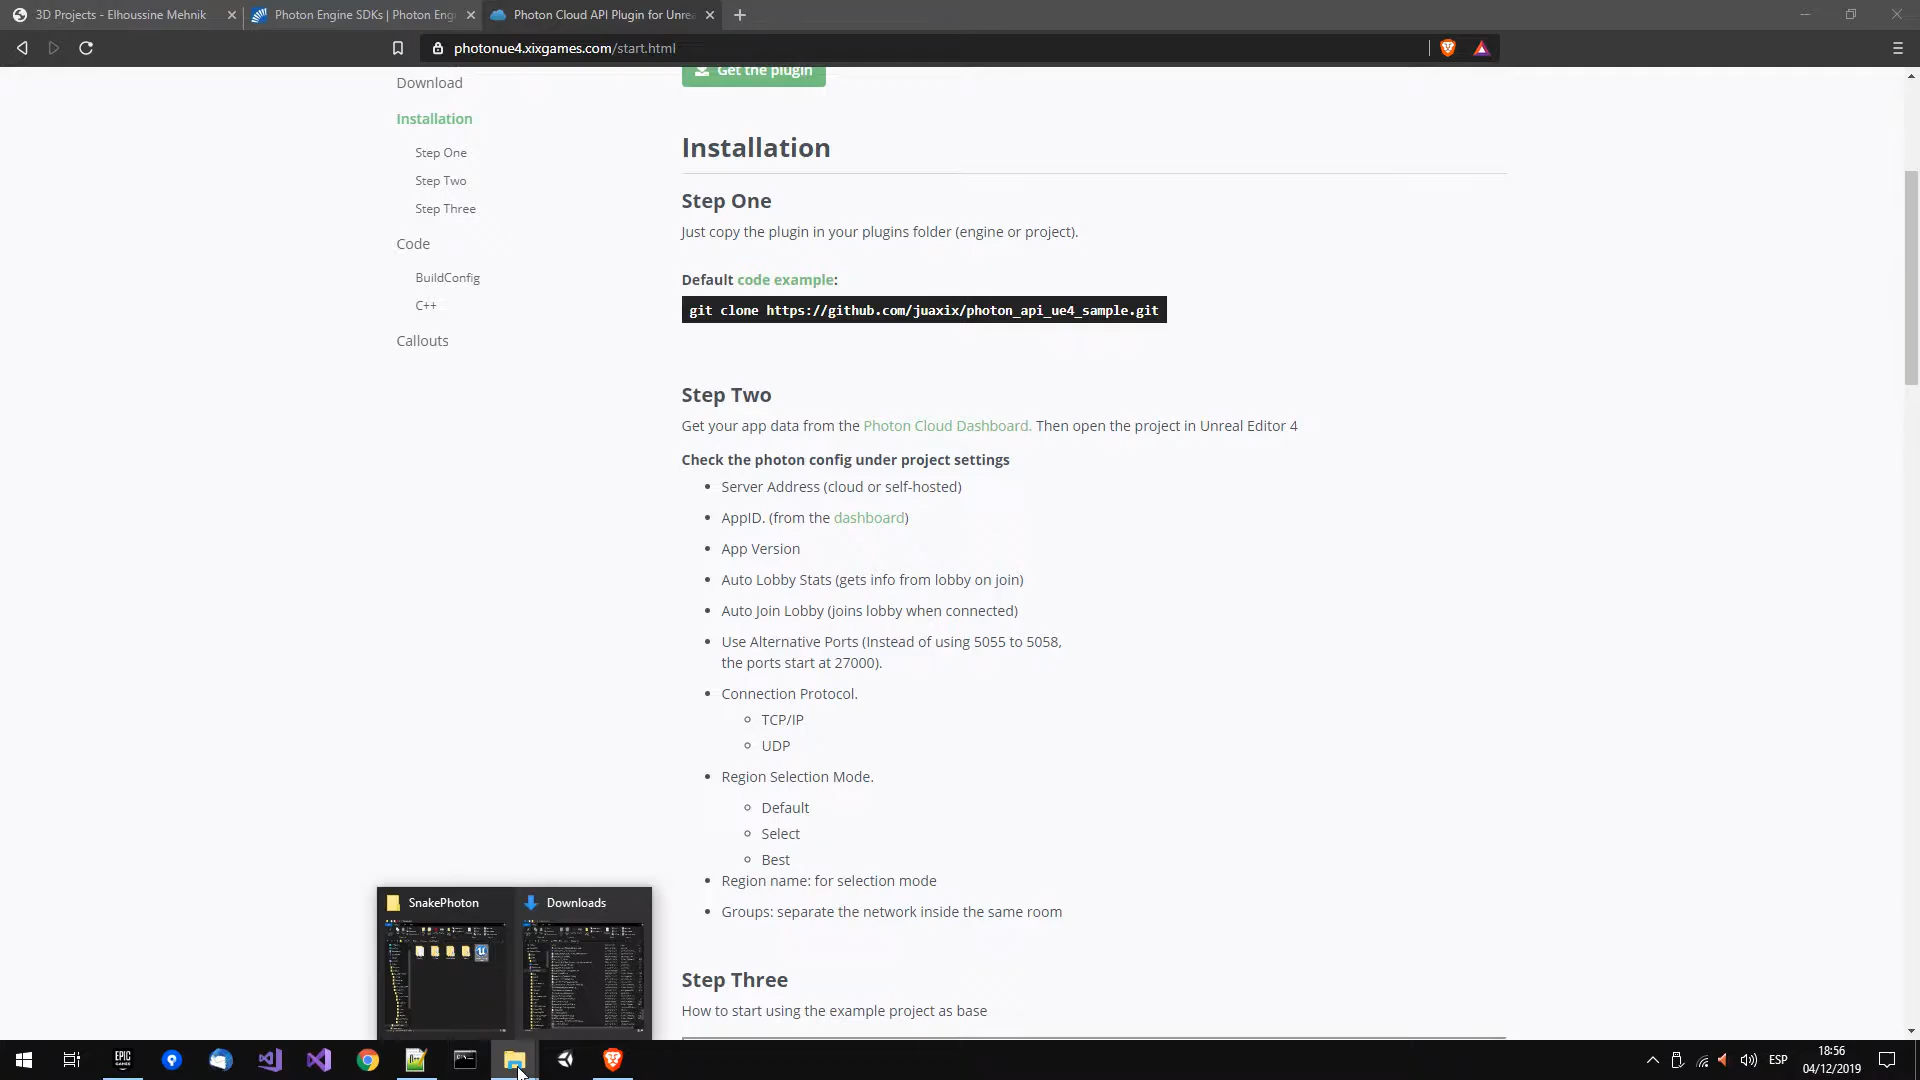 3D Projects - Elhoussine Mehnik
Photon Engine SDKs | Photon Eng
Photon Cloud API Plugin for Unrea
photonue4.xixgames.com/start.html
Download
Installation
Step One
Step Two
Step Three
Code
BuildConfig
C++
Callouts
Get the plugin
Installation
Step One
Just copy the plugin in your plugins folder (engine or project).
Default code example:
git clone https://github.com/juaxix/photon_api_ue4_sample.git
Step Two
Get your app data from the Photon Cloud Dashboard. Then open the project in Unreal Editor 4
Check the photon config under project settings
Server Address (cloud or self-hosted)
AppID. (from the dashboard)
App Version
Auto Lobby Stats (gets info from lobby on join)
Auto Join Lobby (joins lobby when connected)
Use Alternative Ports (Instead of using 5055 to 5058,
the ports start at 27000).
Connection Protocol.
TCP/IP
UDP
Region Selection Mode.
Default
Select
Best
Region name: for selection mode
Groups: separate the network inside the same room
Step Three
How to start using the example project as base
SnakePhoton
Downloads
EPIC
GAMES
ESP
18:56
04/12/2019